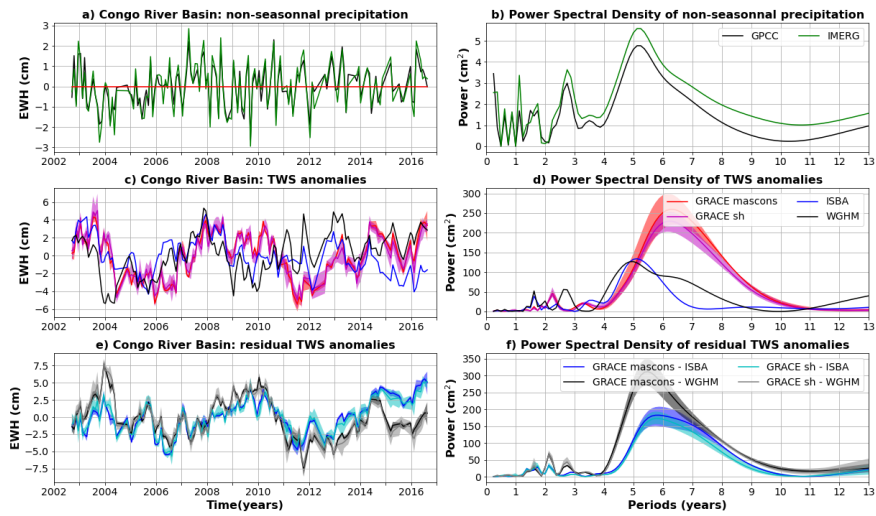 a) Congo River Basin: non-seasonnal precipitation
EWH (cm)
3
2
1
0
−1
−2
−3
2002 2004 2006 2008 2010 2012 2014 2016
b) Power Spectral Density of non-seasonnal precipitation
GPCC IMERG
Power (cm²)
5
4
3
2
1
0
0 1 2 3 4 5 6 7 8 9 10 11 12 13
c) Congo River Basin: TWS anomalies
EWH (cm)
6
4
2
0
−2
−4
−6
2002 2004 2006 2008 2010 2012 2014 2016
d) Power Spectral Density of TWS anomalies
GRACE mascons ISBA
GRACE sh WGHM
Power (cm²)
300
250
200
150
100
50
0
0 1 2 3 4 5 6 7 8 9 10 11 12 13
e) Congo River Basin: residual TWS anomalies
EWH (cm)
7.5
5.0
2.5
0.0
−2.5
−5.0
−7.5
2002 2004 2006 2008 2010 2012 2014 2016
Time(years)
f) Power Spectral Density of residual TWS anomalies
GRACE mascons - ISBA GRACE sh - ISBA
GRACE mascons - WGHM GRACE sh - WGHM
Power (cm²)
350
300
250
200
150
100
50
0
0 1 2 3 4 5 6 7 8 9 10 11 12 13
Periods (years)